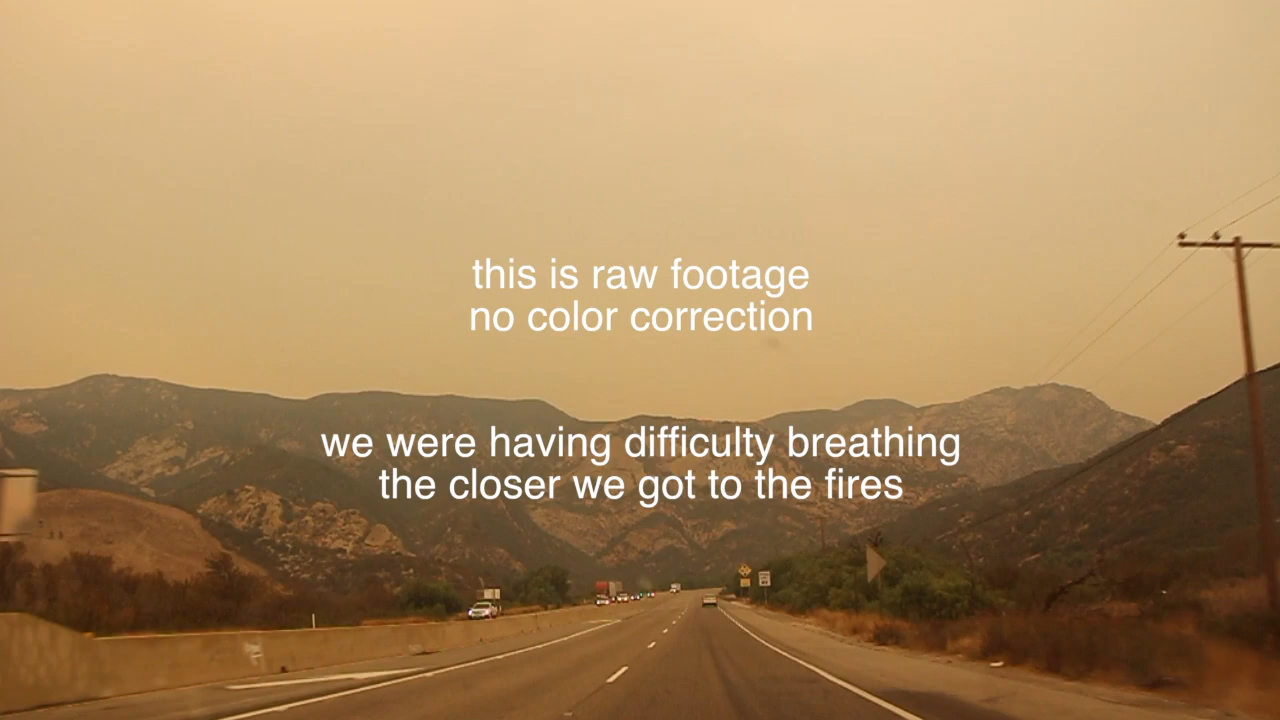 this is raw footage
no color correction
we were having difficulty breathing
the closer we got to the fires